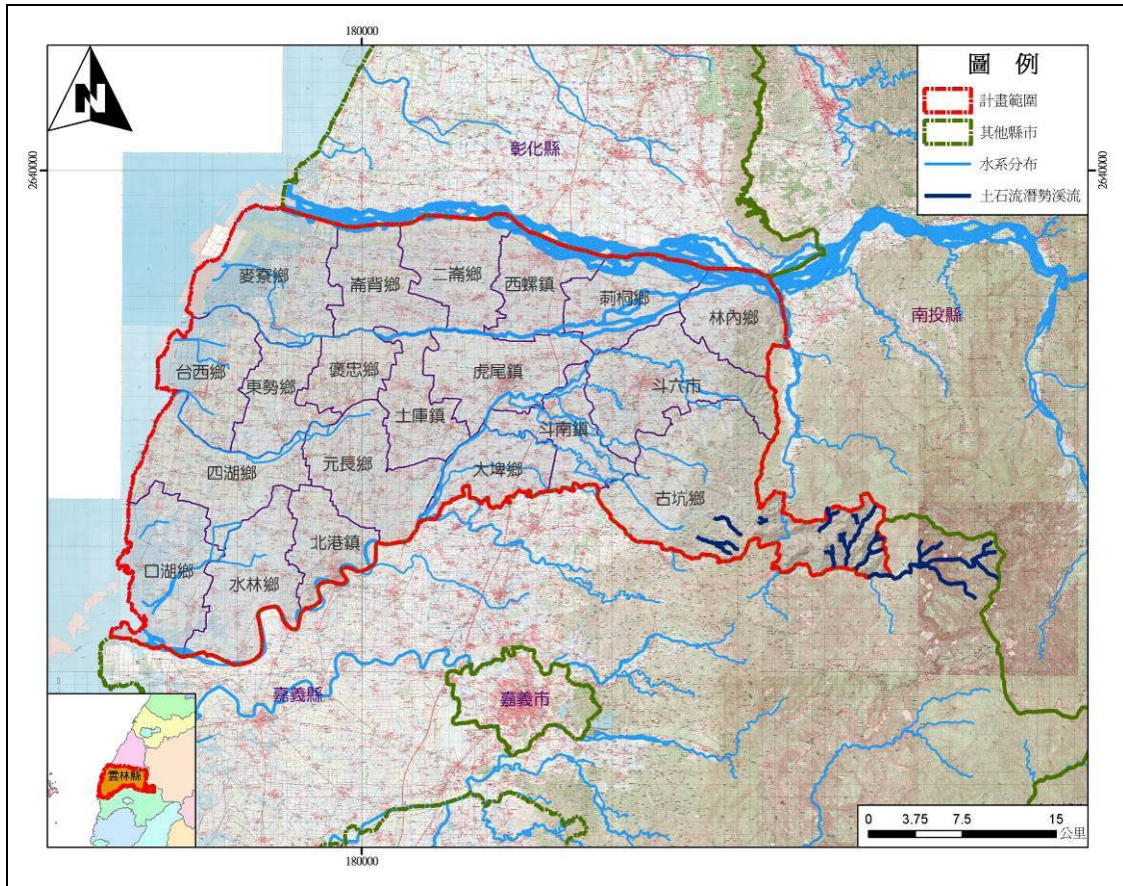 180000
2640000
2640000
N
圖 例
計畫範圍
其他縣市
水系分布
土石流潛勢溪流
彰化縣
麥寮鄉
崙背鄉
二崙鄉
西螺鎮
莿桐鄉
林內鄉
南投縣
台西鄉
東勢鄉
褒忠鄉
虎尾鎮
斗六市
土庫鎮
斗南鎮
四湖鄉
元長鄉
大埤鄉
古坑鄉
北港鎮
口湖鄉
水林鄉
嘉義縣
嘉義市
雲林縣
0 3.75 7.5 15
公里
180000